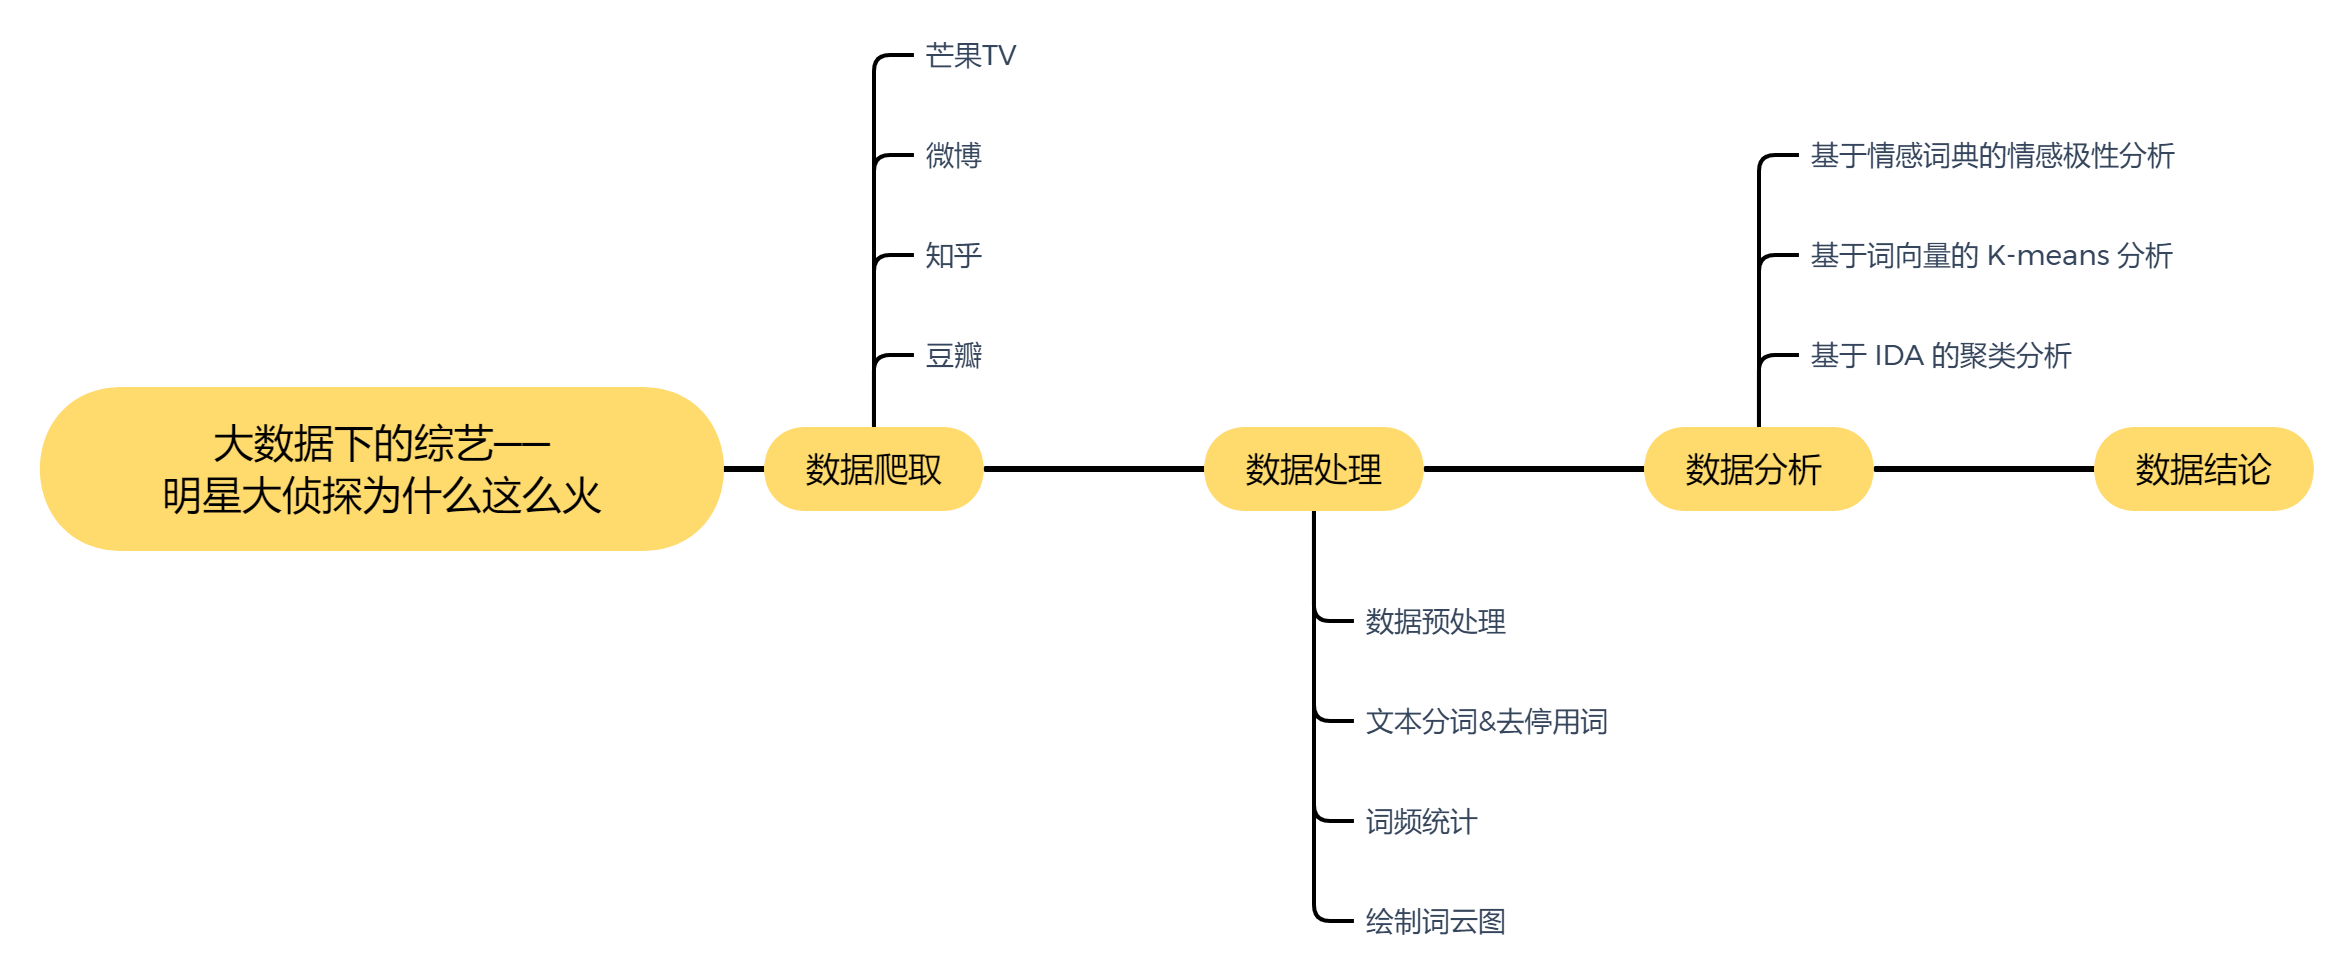 大数据下的综艺——
明星大侦探为什么这么火
数据爬取
芒果TV
微博
知乎
豆瓣
数据处理
数据预处理
文本分词&去停用词
词频统计
绘制词云图
数据分析
基于情感词典的情感极性分析
基于词向量的 K-means 分析
基于 IDA 的聚类分析
数据结论